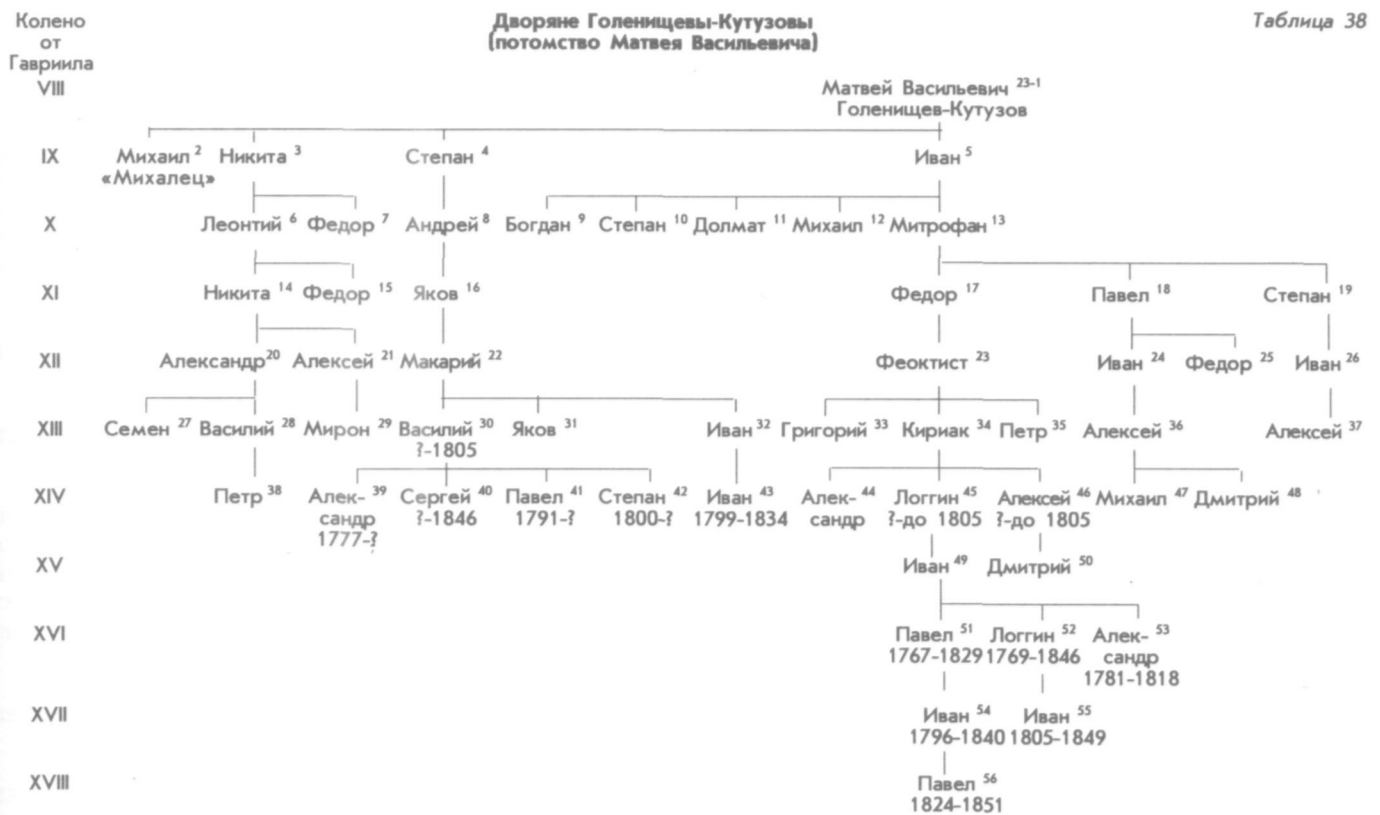 Колено
от
Гавриила
Дворяне Голенищевы-Кутузовы
(потомство Матвея Васильевича)
Таблица 38
VIII
Матвей Васильевич 23-1
Голенищев-Кутузов
IX Михаил 2 Никита 3 Степан 4 Иван 5
«Михалец»
X Леонтий 6 Федор 7 Андрей 8 Богдан 9 Степан 10 Долмат 11 Михаил 12 Митрофан 13
XI Никита 14 Федор 15 Яков 16 Федор 17 Павел 18 Степан 19
XII Александр 20 Алексей 21 Макарий 22 Феоктист 23 Иван 24 Федор 25 Иван 26
XIII Семен 27 Василий 28 Мирон 29 Василий 30 Яков 31 Иван 32 Григорий 33 Кириак 34 Петр 35 Алексей 36 Алексей 37
?-1805
XIV Петр 38 Алек- 39 Сергей 40 Павел 41 Степан 42 Иван 43 Алек- 44 Логгин 45 Алексей 46 Михаил 47 Дмитрий 48
сандр ?-1846 1791-? 1800-? 1799-1834 сандр ?-до 1805 ?-до 1805
1777-?
XV Иван 49 Дмитрий 50
XVI Павел 51 Логгин 52 Алек- 53
1767-1829 1769-1846 сандр
1781-1818
XVII Иван 54 Иван 55
1796-1840 1805-1849
XVIII Павел 56
1824-1851